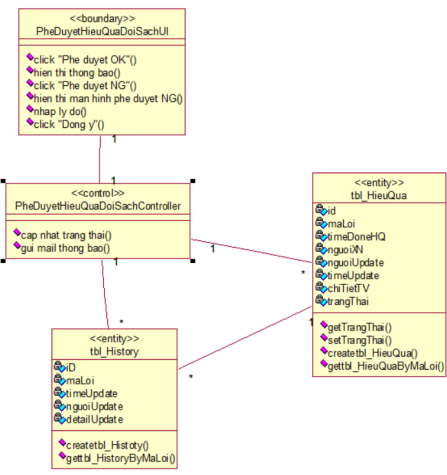 <<boundary>>
PheDuyetHieuQuaDoiSachUI
click "Phe duyet OK"()
hien thi thong bao()
click "Phe duyet NG"()
hien thi man hinh phe duyet NG()
nhap ly do()
click "Dong y"()
1
1
<<control>>
PheDuyetHieuQuaDoiSachController
cap nhat trang thai()
gui mail thong bao()
1
1
*
*
<<entity>>
tbl_HieuQua
id
maLoi
timeDoneHQ
nguoiXN
nguoiUpdate
timeUpdate
chiTietTV
trangThai
getTrangThai()
setTrangThai()
createtbl_HieuQua()
gettbl_HieuQuaByMaLoi()
1
*
<<entity>>
tbl_History
iD
maLoi
timeUpdate
nguoiUpdate
detailUpdate
createtbl_Histoty()
gettbl_HistoryByMaLoi()